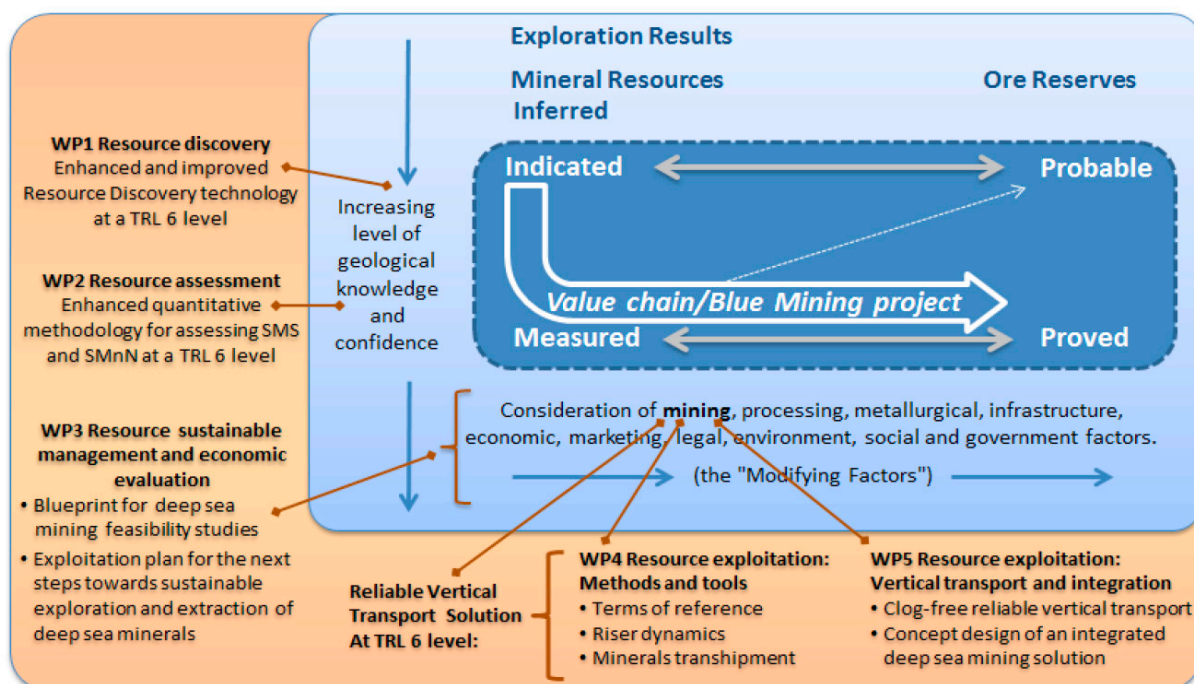 Exploration Results
Mineral Resources
Ore Reserves
Inferred
WP1 Resource discovery
Enhanced and improved
Resource Discovery technology
at a TRL 6 level
WP2 Resource assessment
Enhanced quantitative
methodology for assessing SMS
and SMnN at a TRL 6 level
WP3 Resource sustainable
management and economic
evaluation
• Blueprint for deep sea
mining feasibility studies
• Exploitation plan for the next
steps towards sustainable
exploration and extraction of
deep sea minerals
Increasing
level of
geological
knowledge
and
confidence
Indicated
Probable
Value chain/Blue Mining project
Measured
Proved
Consideration of mining, processing, metallurgical, infrastructure,
economic, marketing, legal, environment, social and government factors.
(the "Modifying Factors")
Reliable Vertical
Transport Solution
At TRL 6 level:
WP4 Resource exploitation:
Methods and tools
• Terms of reference
• Riser dynamics
• Minerals transhipment
WP5 Resource exploitation:
Vertical transport and integration
• Clog-free reliable vertical transport
• Concept design of an integrated
deep sea mining solution